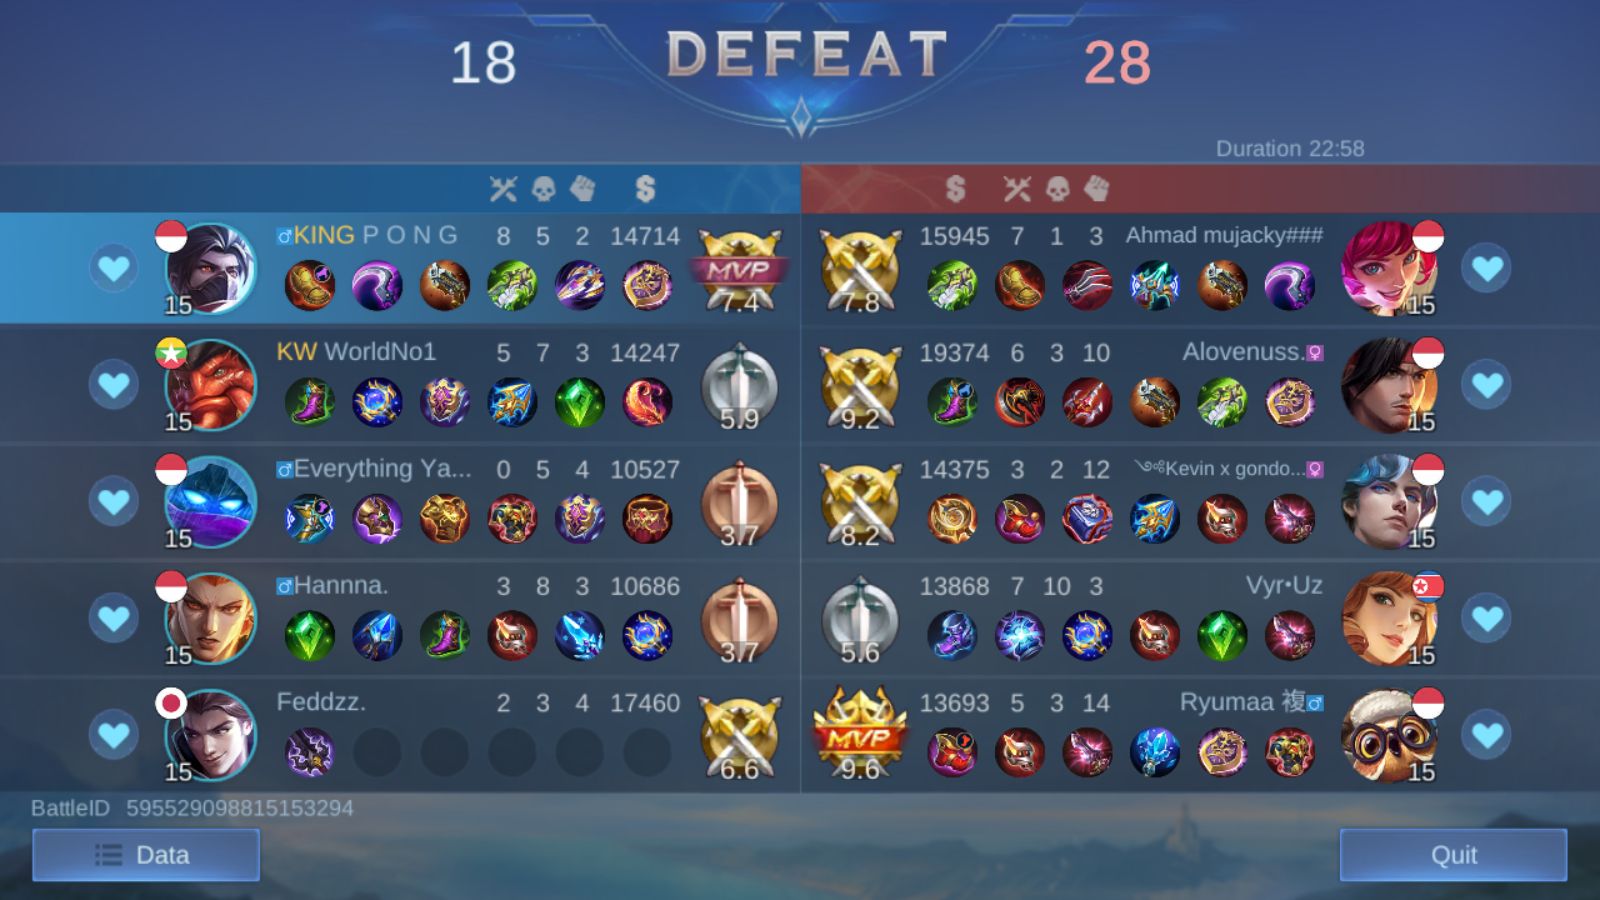 18 DEFEAT 28
Duration 22:58
KING P O N G 8 5 2 14714 MVP 7.4 15
7.8 15945 7 1 3 Ahmad mujacky### 15
KW WorldNo1 5 7 3 14247 5.9 15
9.2 19374 6 3 10 Alovenuss. 15
Everything Ya... 0 5 4 10527 3.7 15
8.2 14375 3 2 12 Kevin x gondo... 15
Hannna. 3 8 3 10686 3.7 15
5.6 13868 7 10 3 Vyr•Uz 15
Feddzz. 2 3 4 17460 6.6 15
MVP 9.6 13693 5 3 14 Ryumaa 複 15
BattleID 595529098815153294
Data
Quit